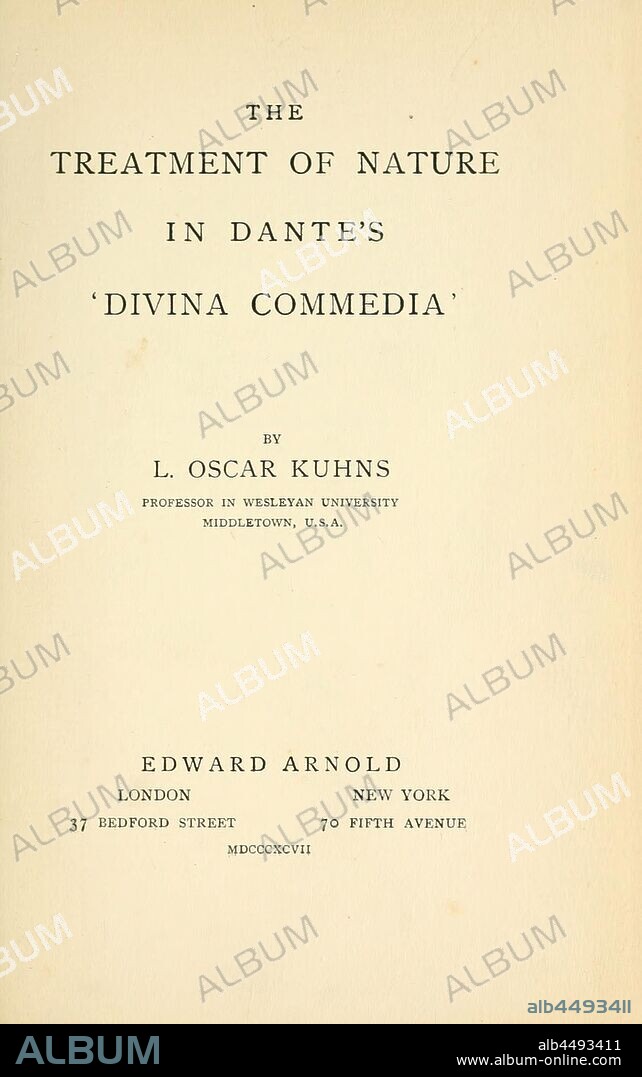 THE
TREATMENT OF NATURE
IN DANTE'S
'DIVINA COMMEDIA'
BY
L. OSCAR KUHNS
PROFESSOR IN WESLEYAN UNIVERSITY
MIDDLETOWN, U.S.A.
EDWARD ARNOLD
LONDON NEW YORK
37 BEDFORD STREET 70 FIFTH AVENUE
MDCCCXCVII
alb4493411
ALBUM
alb4493411
www.album-online.com